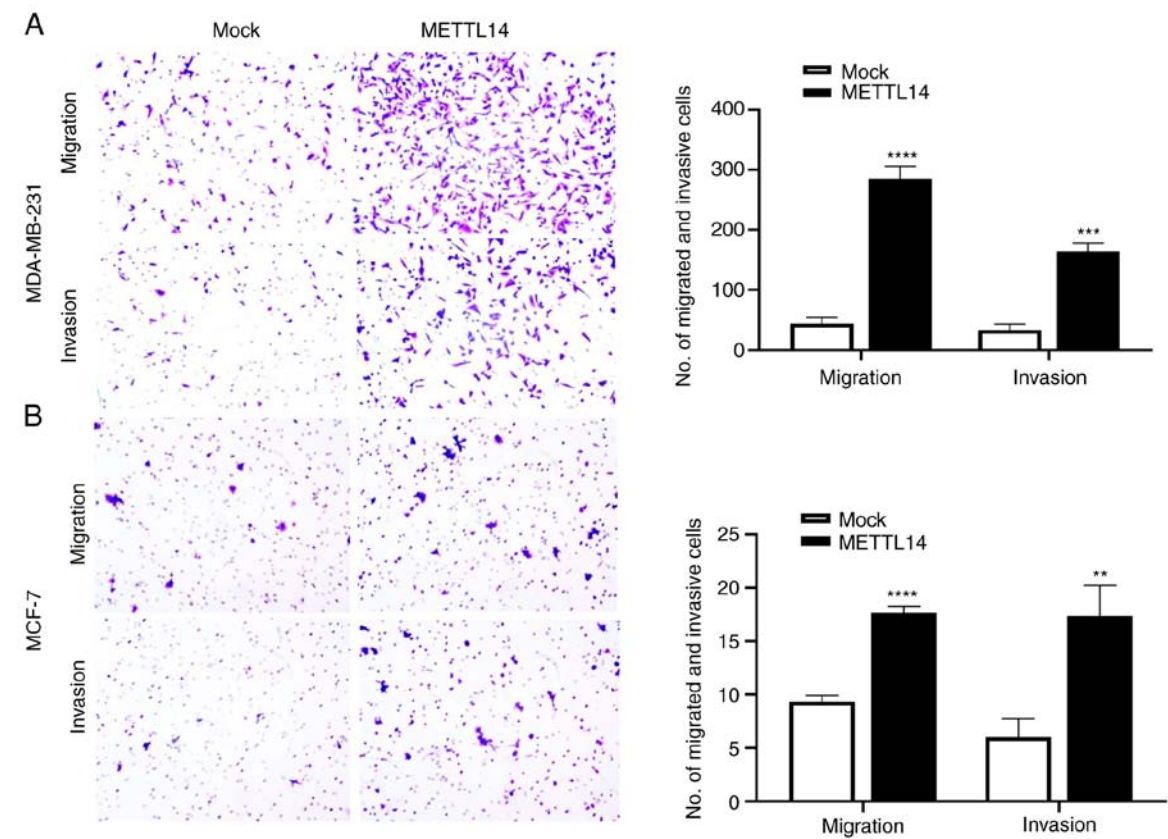 A
Mock
METTL14
MDA-MB-231
Migration
Invasion
No. of migrated and invasive cells
Mock
METTL14
400
300
200
100
0
****
***
Migration
Invasion
B
MCF-7
Migration
Invasion
No. of migrated and invasive cells
Mock
METTL14
25
20
15
10
5
0
****
**
Migration
Invasion